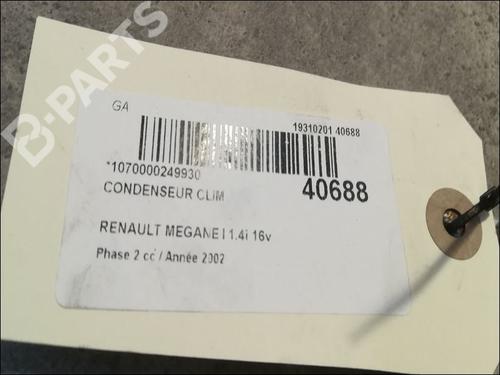 B-PARTS
GA
19310201 40688
*1070000249930
40688
CONDENSEUR CLIM
RENAULT MEGANE I 1.4i 16v
Phase 2 cc / Année 2002